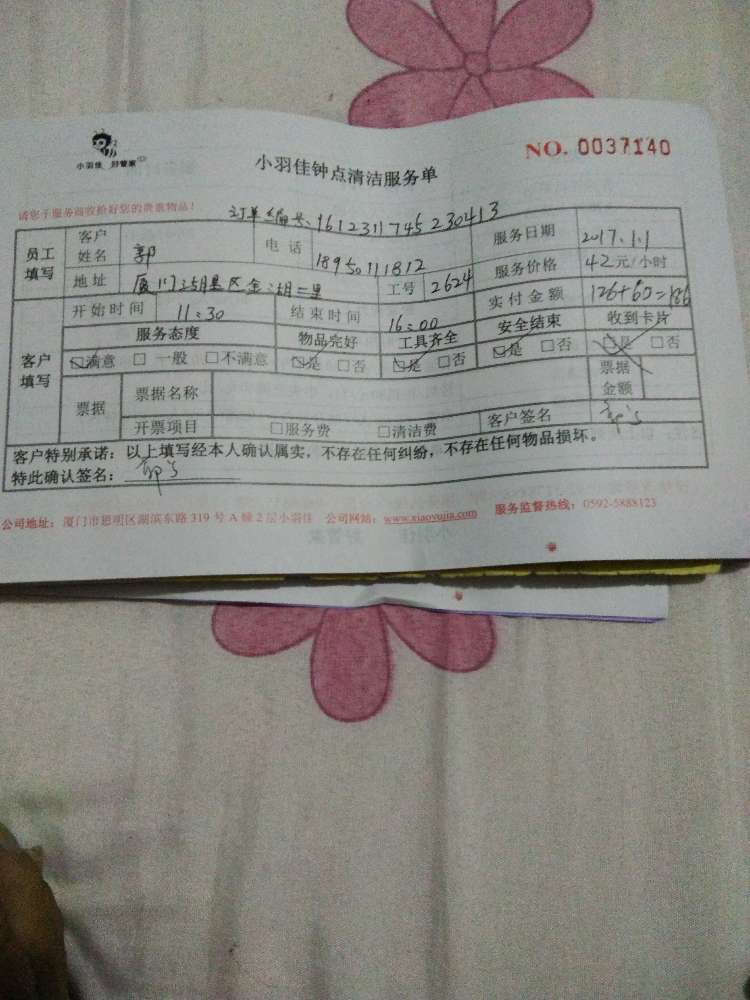 小羽佳 好管家
小羽佳钟点清洁服务单
NO. 0037140
请您于服务前收拾好您的贵重物品!
订单编号:161231174523 0413
员工填写 客户姓名 郭 电话 18950111812 服务日期 2017.1.1
地址 厦门湖里区金湖二里 工号 2624 服务价格 42元/小时
客户填写 开始时间 11:30 结束时间 16:00 实付金额 126+60=186
服务态度 物品完好 工具齐全 安全结束 收到卡片
☑满意 □一般 □不满意 ☑是 □否 ☑是 □否 ☑是 □否 □是 □否
票据 票据名称 票据金额
开票项目 □服务费 □清洁费 客户签名
客户特别承诺:以上填写经本人确认属实,不存在任何纠纷,不存在任何物品损坏。
特此确认签名:
公司地址:厦门市思明区湖滨东路 319 号 A 幢 2 层小羽佳 公司网站:www.xiaoyujia.com 服务监督热线:0592-5888123